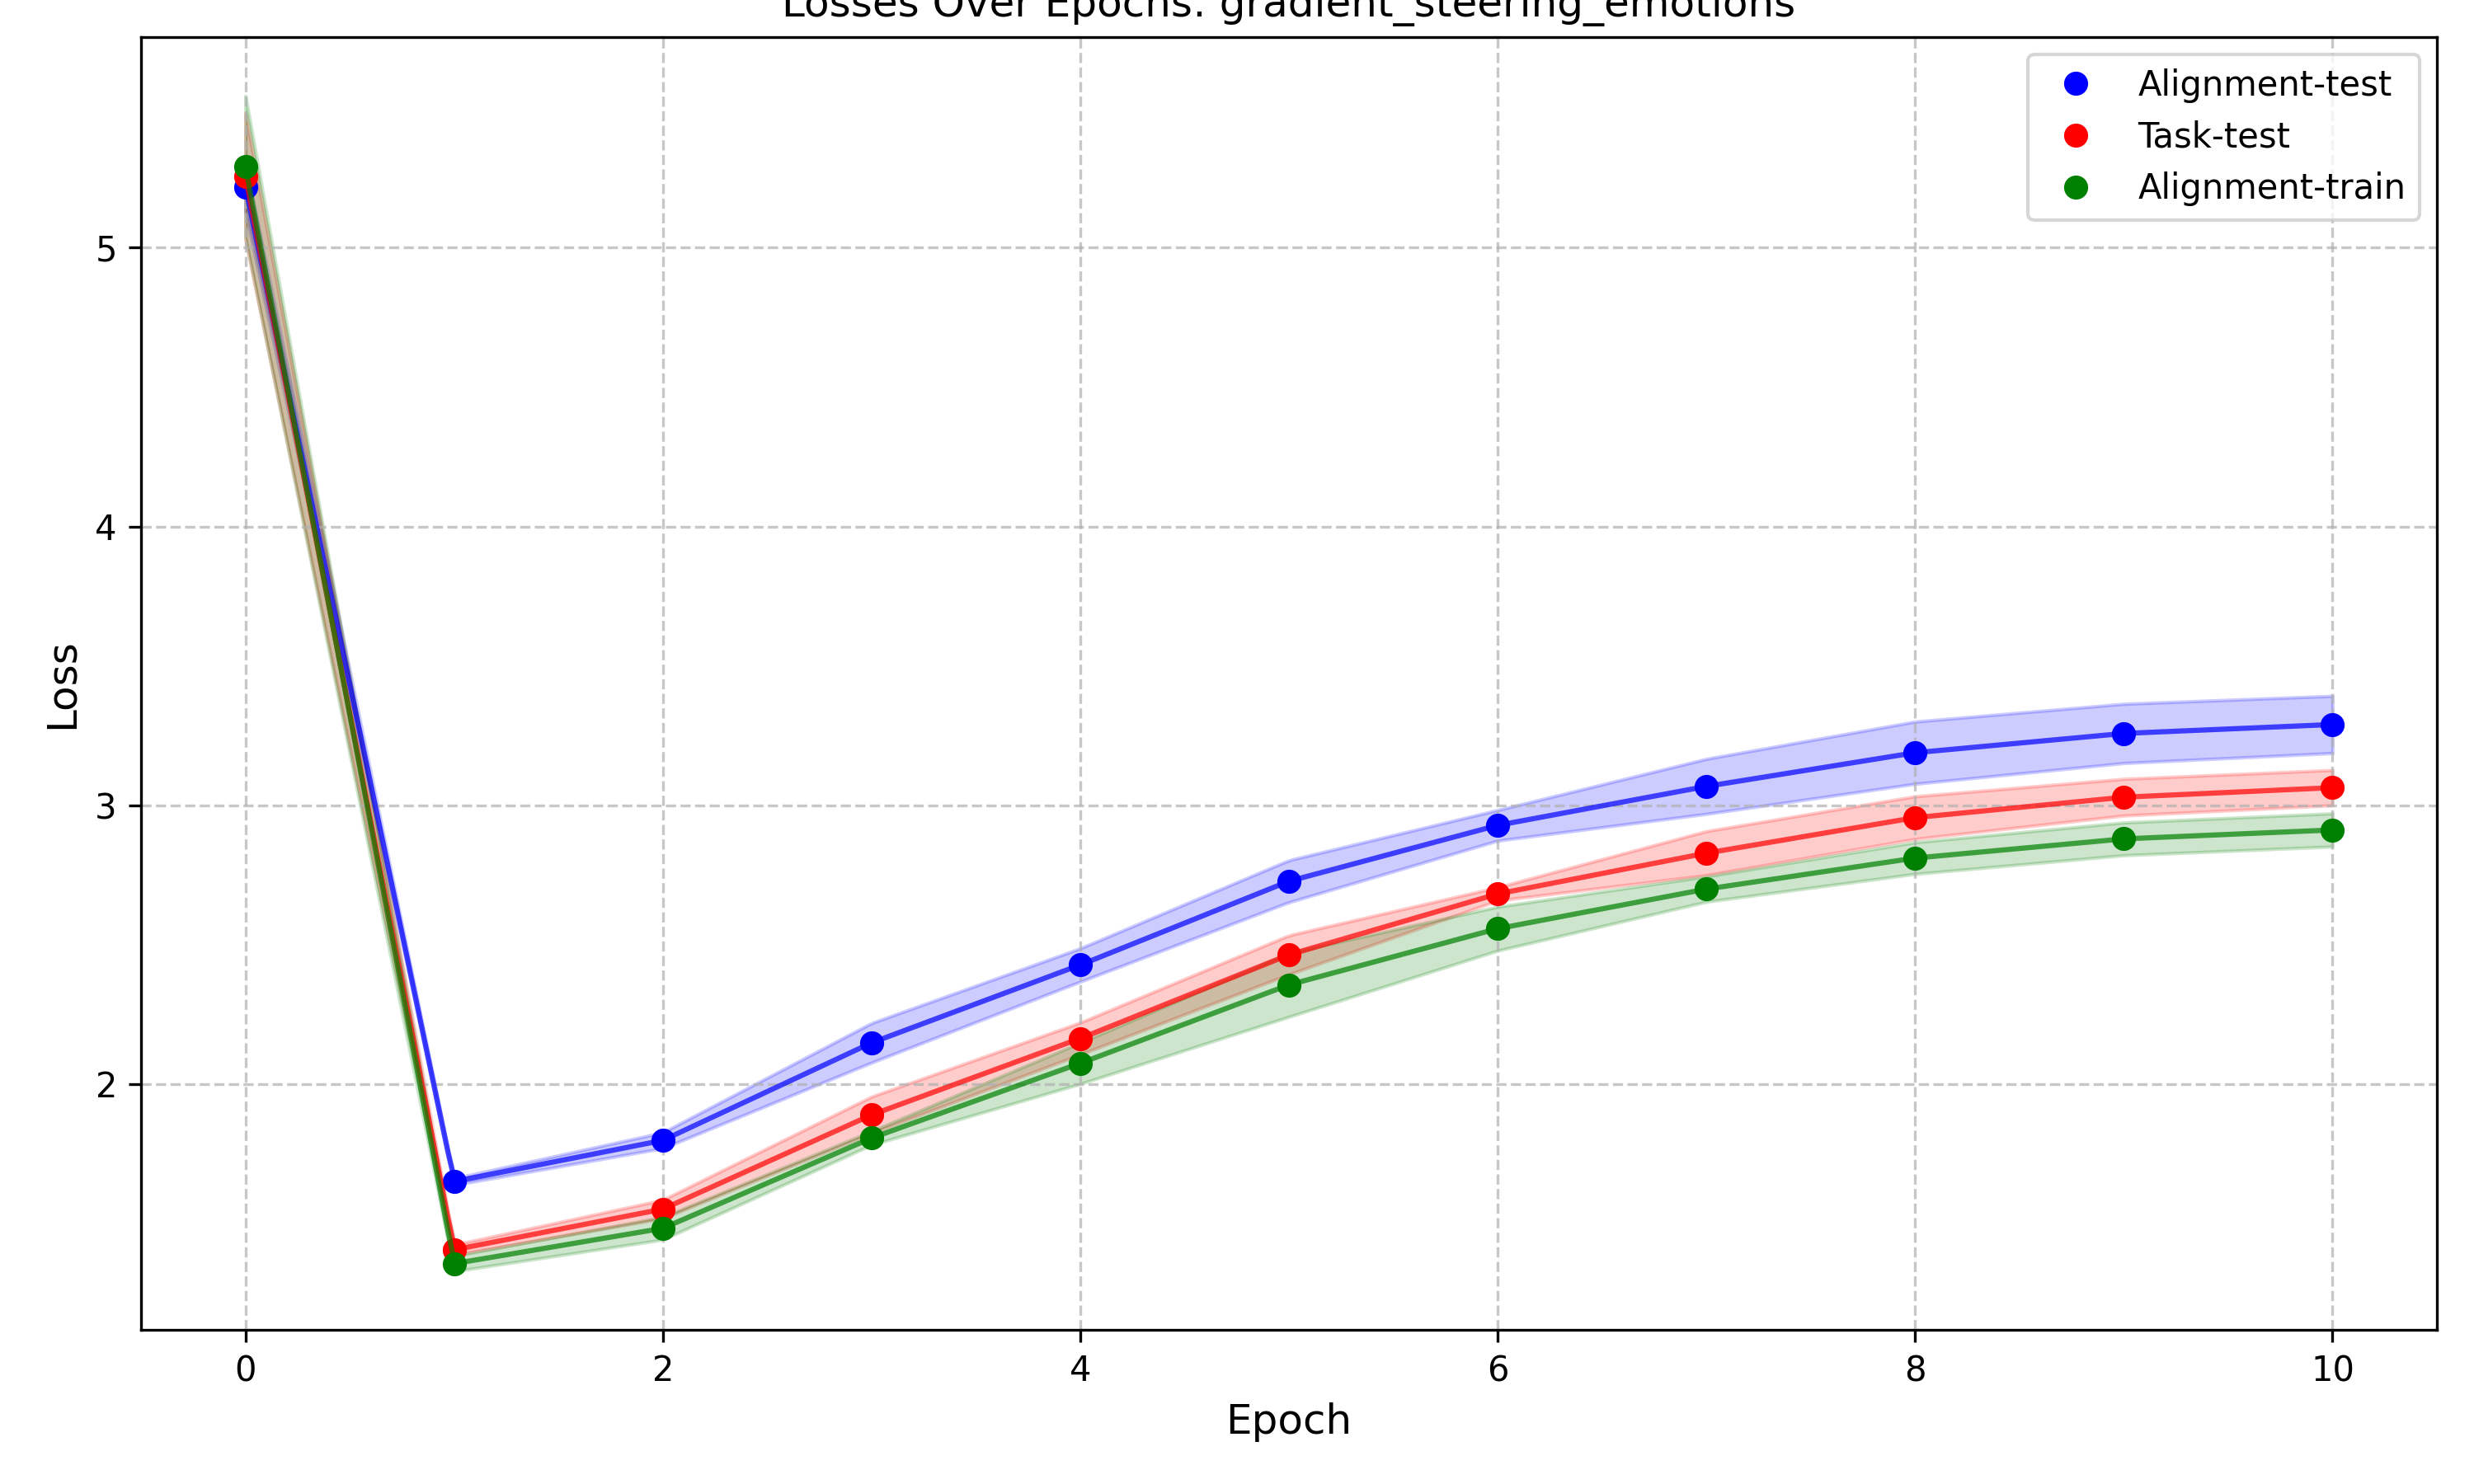 Losses Over Epochs: gradient_steering_emotions
Alignment-test
Task-test
Alignment-train
5
4
3
2
Loss
0 2 4 6 8 10
Epoch